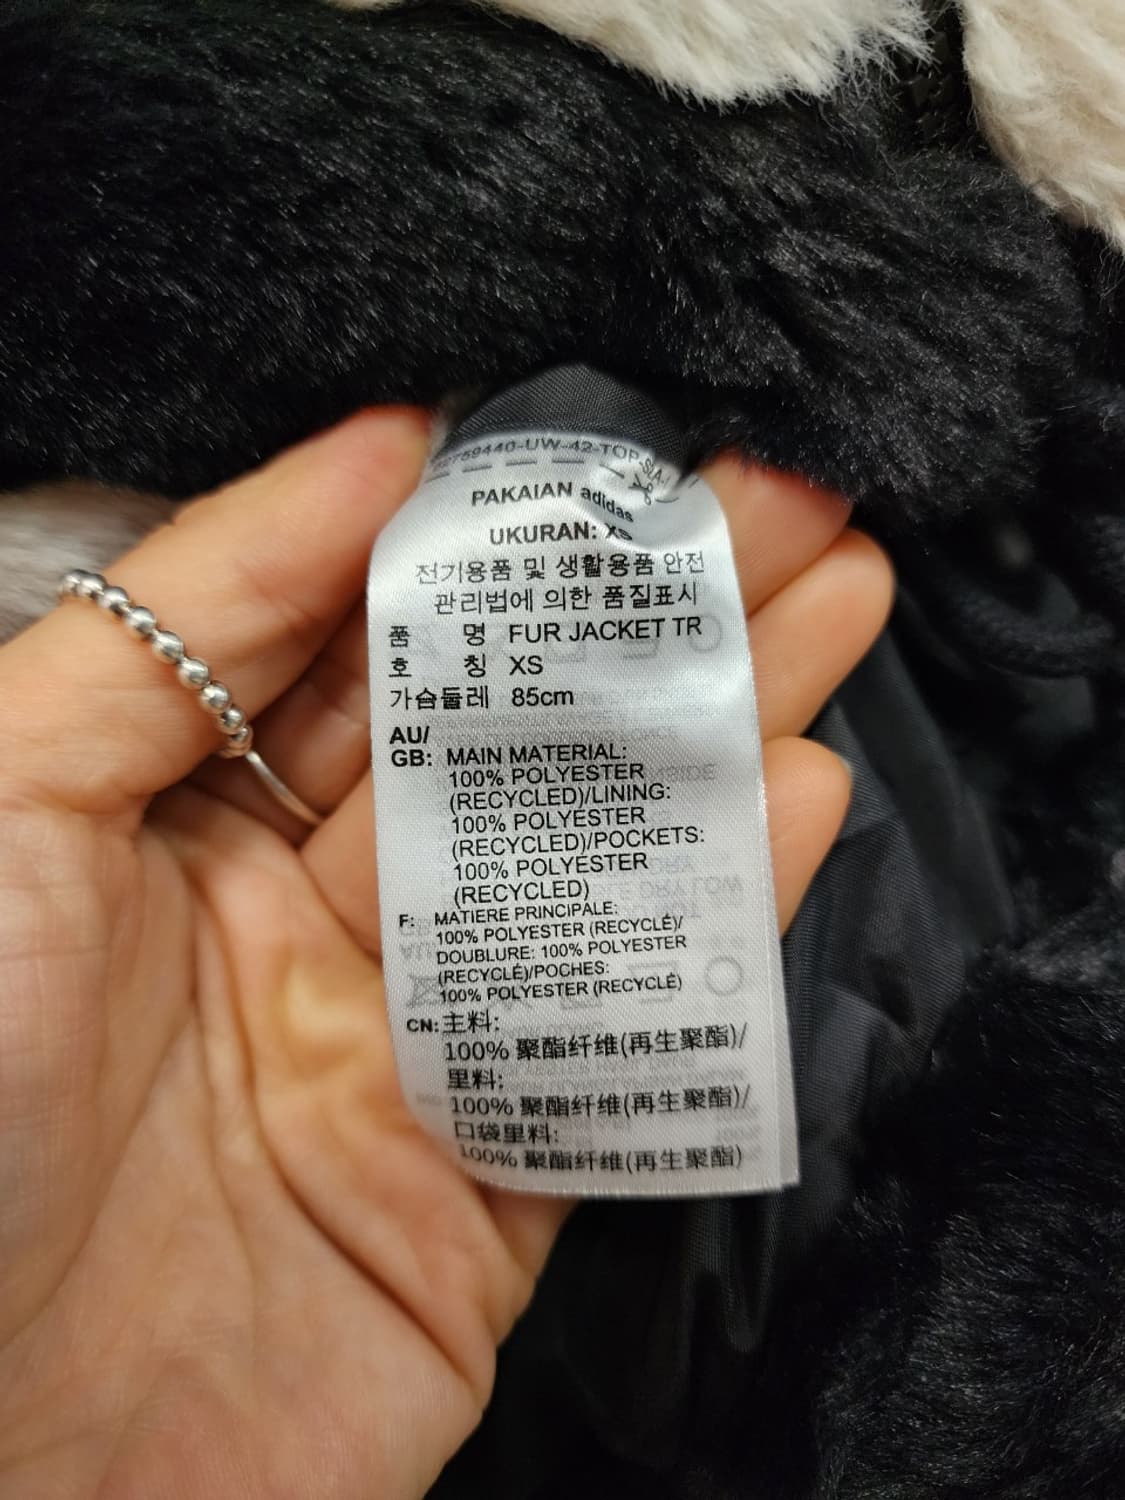 759440-UW-42-TOP-S/A-
PAKAIAN adidas
UKURAN: XS
전기용품 및 생활용품 안전
관리법에 의한 품질표시
품 명 FUR JACKET TR
호 칭 XS
가슴둘레 85cm
AU/
GB: MAIN MATERIAL:
100% POLYESTER
(RECYCLED)/LINING:
100% POLYESTER
(RECYCLED)/POCKETS:
100% POLYESTER
(RECYCLED)
F: MATIERE PRINCIPALE:
100% POLYESTER (RECYCLÉ)/
DOUBLURE: 100% POLYESTER
(RECYCLÉ)/POCHES:
100% POLYESTER (RECYCLÉ)
CN: 主料:
100% 聚酯纤维(再生聚酯)/
里料:
100% 聚酯纤维(再生聚酯)/
口袋里料:
100% 聚酯纤维(再生聚酯)